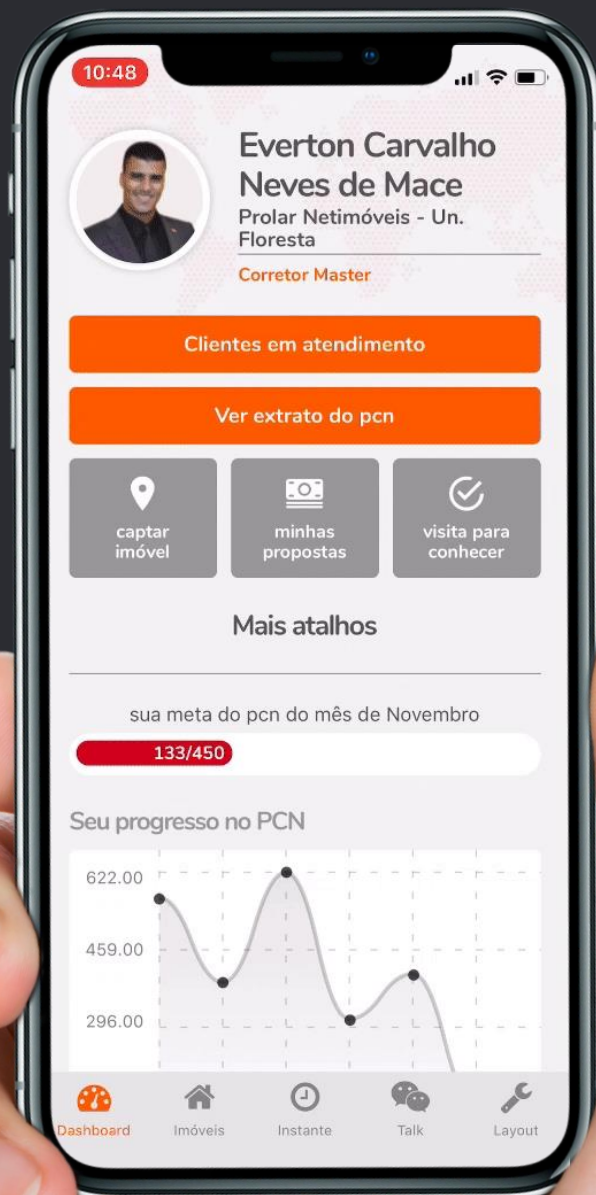 10:48
Everton Carvalho
Neves de Mace
Prolar Netimóveis - Un.
Floresta
Corretor Master
Clientes em atendimento
Ver extrato do pcn
captar
imóvel
minhas
propostas
visita para
conhecer
Mais atalhos
sua meta do pcn do mês de Novembro
133/450
Seu progresso no PCN
622.00
459.00
296.00
Dashboard
Imóveis
Instante
Talk
Layout